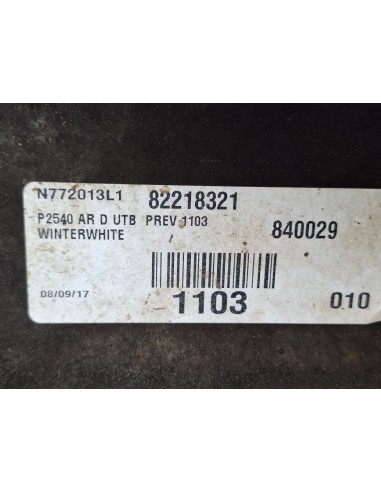 N772013L1 82218321
P2540 AR D UTB PREV 1103
WINTERWHITE 840029
08/09/17 1103 010